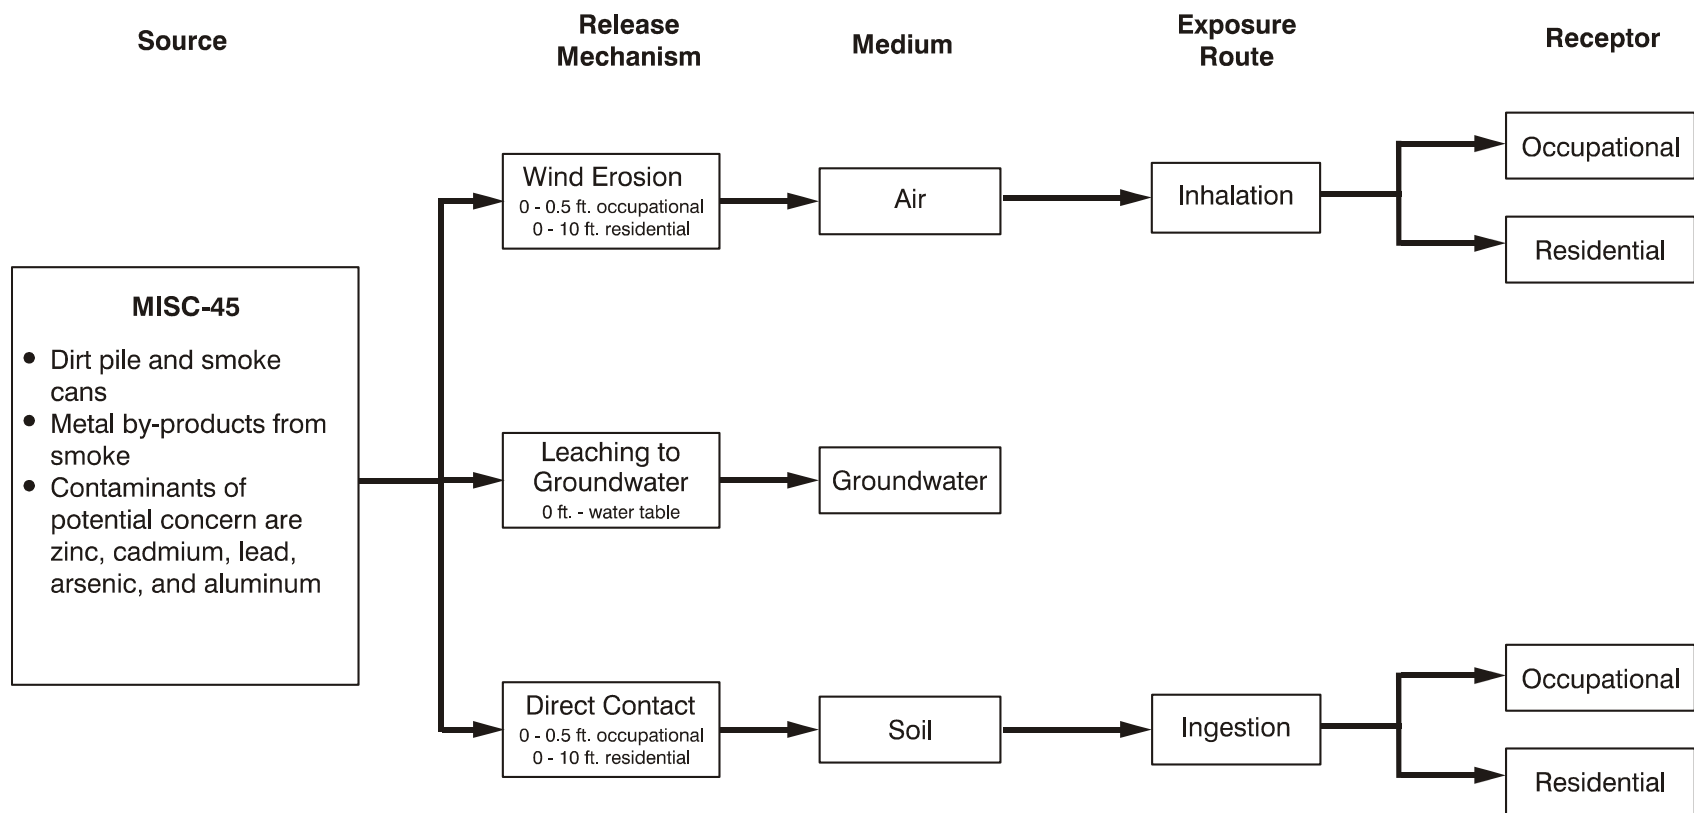 Source
Release
Mechanism
Medium
Exposure
Route
Receptor
MISC-45
• Dirt pile and smoke
cans
• Metal by-products from
smoke
• Contaminants of
potential concern are
zinc, cadmium, lead,
arsenic, and aluminum
Wind Erosion
0 - 0.5 ft. occupational
0 - 10 ft. residential
Air
Inhalation
Occupational
Residential
Leaching to
Groundwater
0 ft. - water table
Groundwater
Direct Contact
0 - 0.5 ft. occupational
0 - 10 ft. residential
Soil
Ingestion
Occupational
Residential